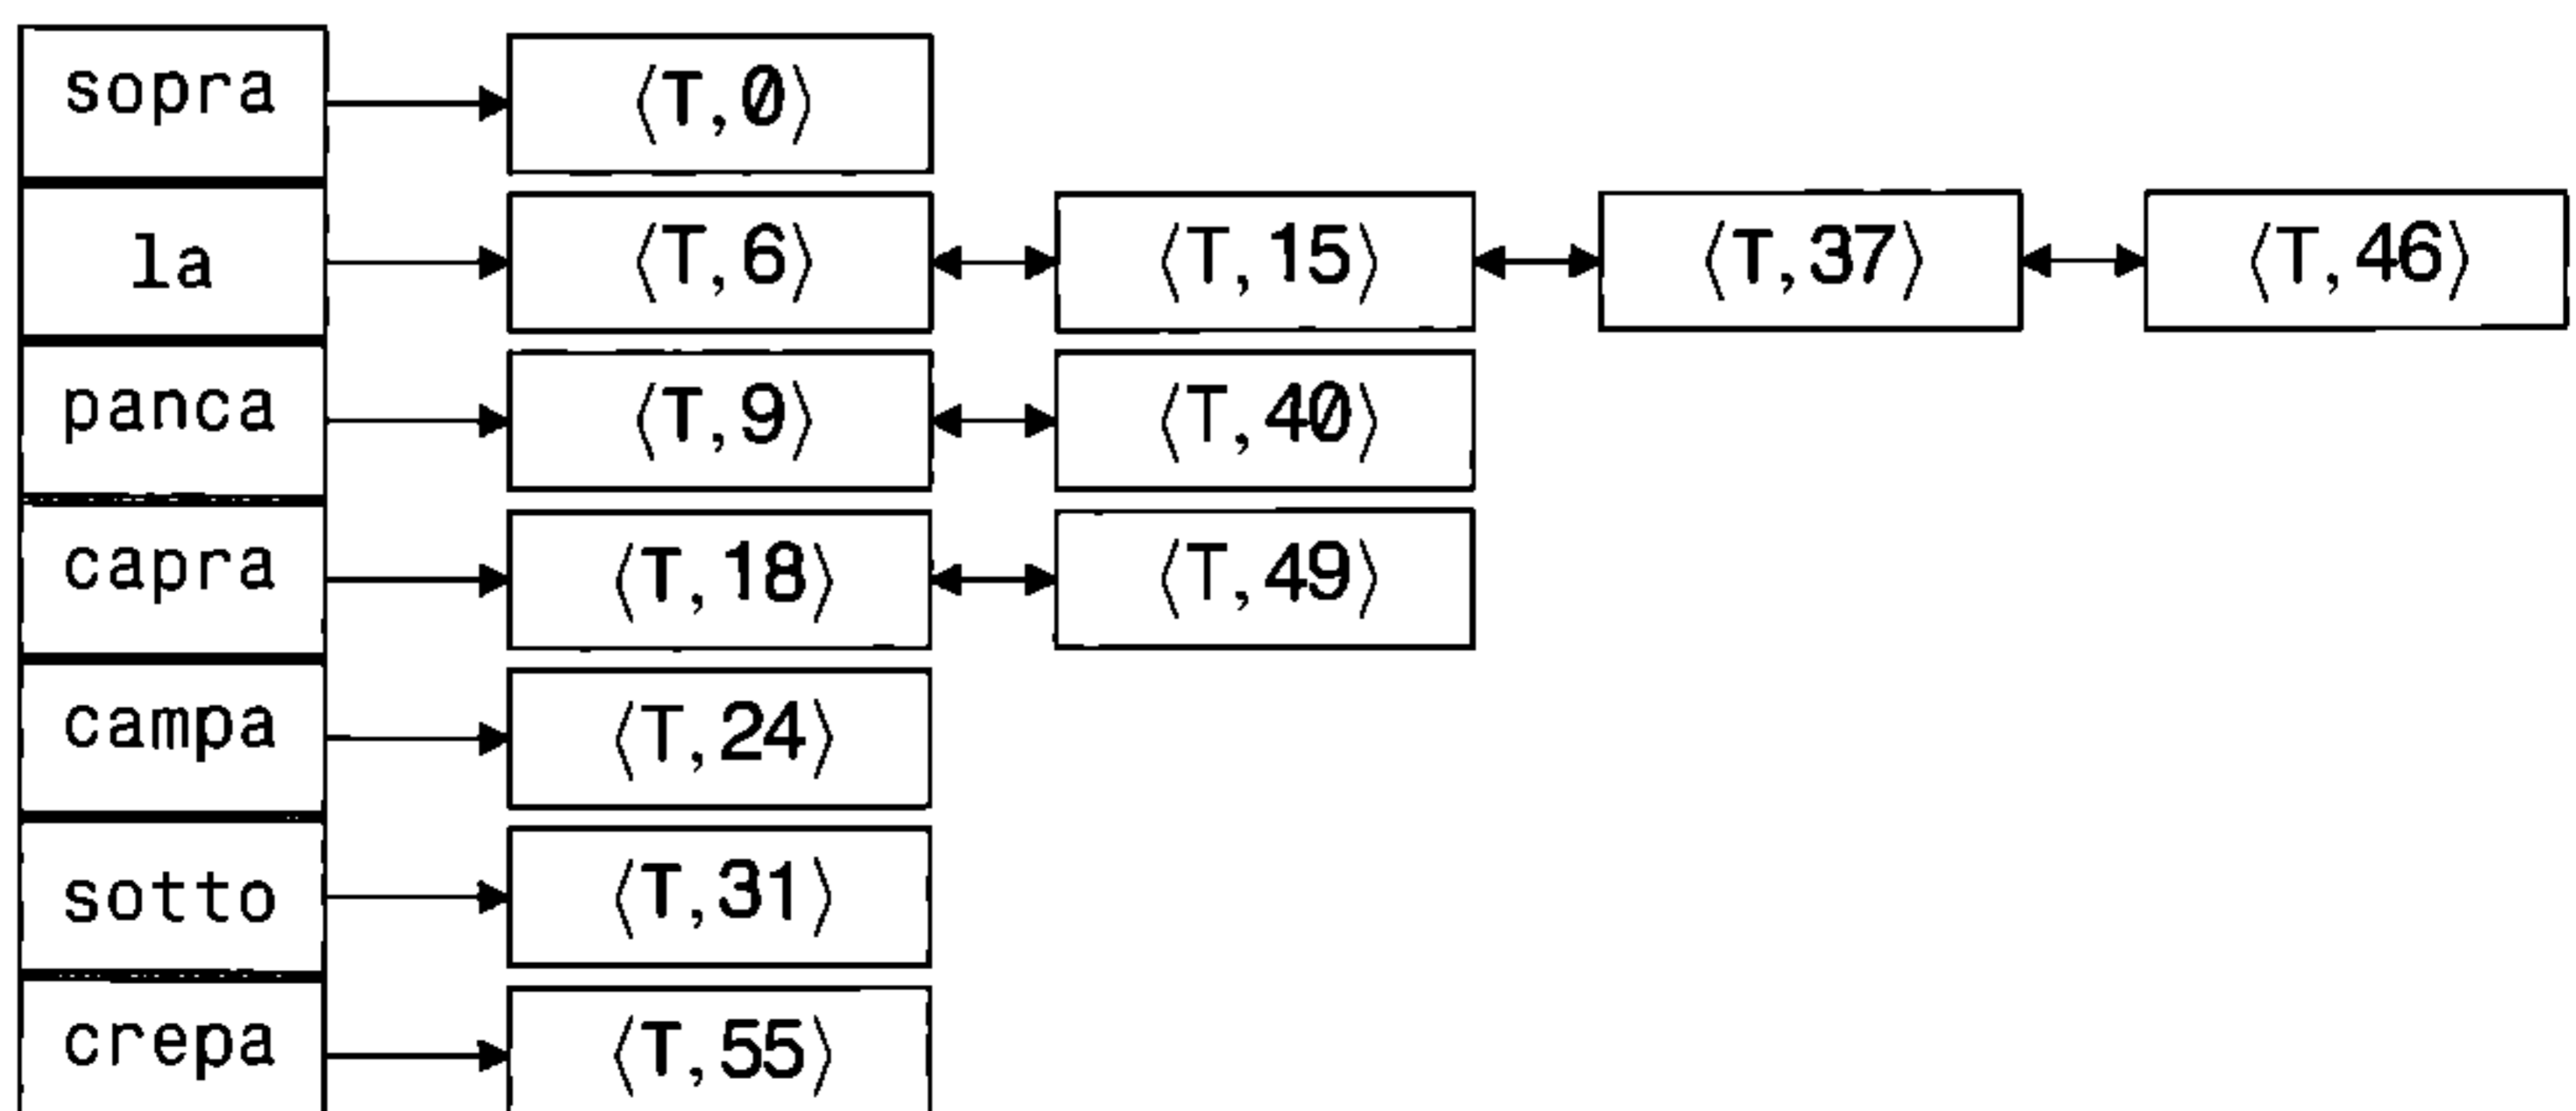 sopra ⟨T,0⟩
la ⟨T,6⟩ ⟨T,15⟩ ⟨T,37⟩ ⟨T,46⟩
panca ⟨T,9⟩ ⟨T,40⟩
capra ⟨T,18⟩ ⟨T,49⟩
campa ⟨T,24⟩
sotto ⟨T,31⟩
crepa ⟨T,55⟩